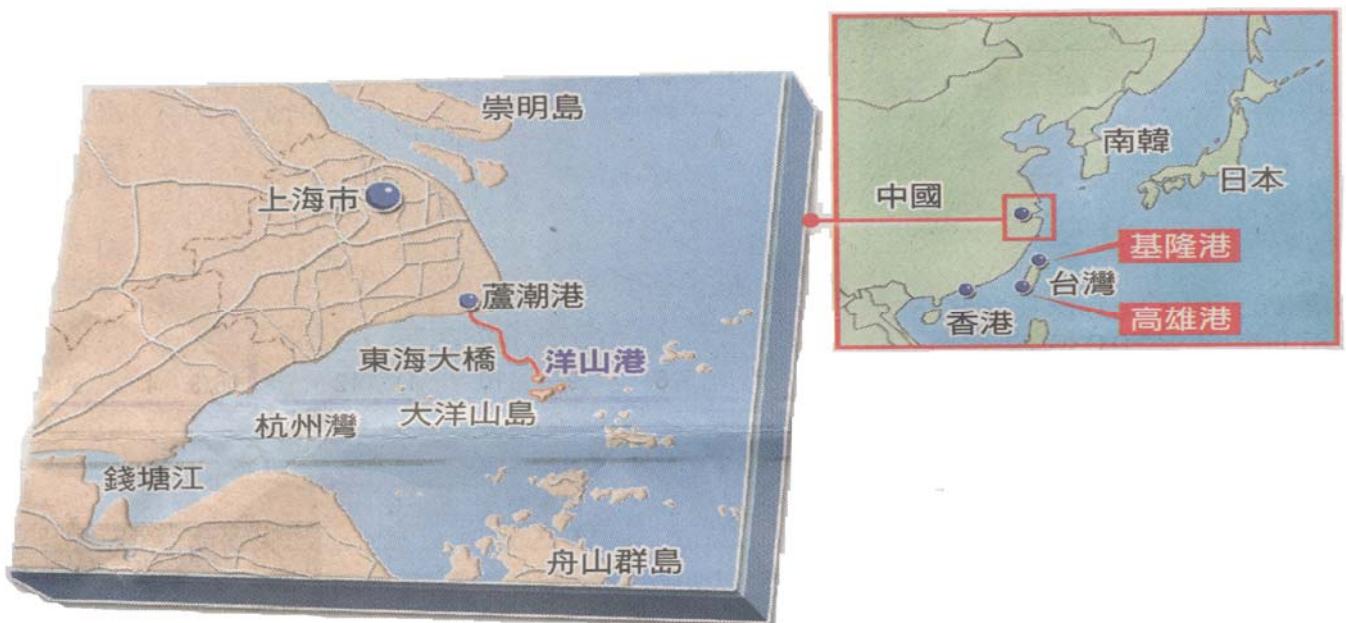 崇明島
上海市
蘆潮港
東海大橋
洋山港
大洋山島
杭州灣
錢塘江
舟山群島
南韓
日本
中國
基隆港
台灣
香港
高雄港